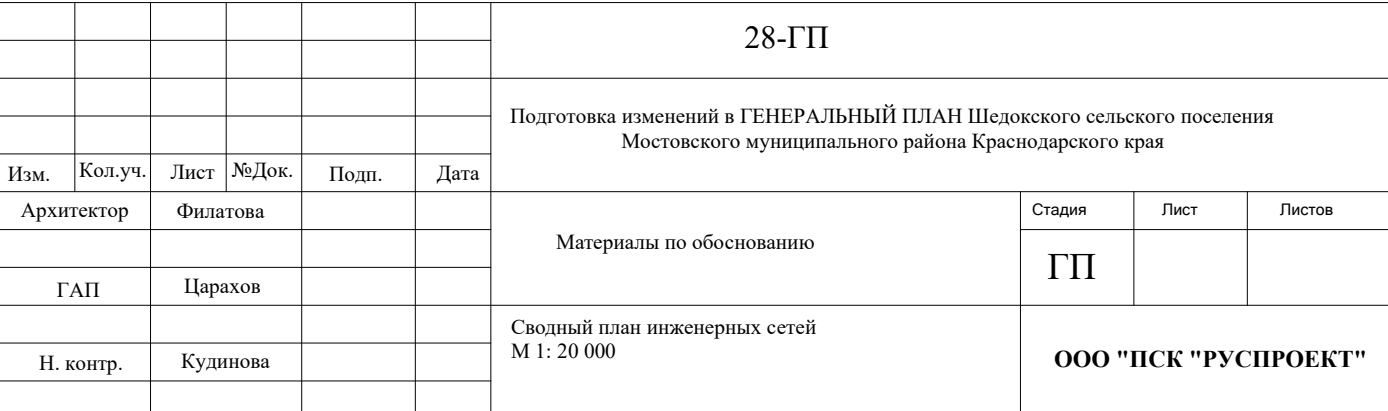 28-ГП
Подготовка изменений в ГЕНЕРАЛЬНЫЙ ПЛАН Шедокского сельского поселения
Мостовского муниципального района Краснодарского края
Изм. Кол.уч. Лист №Док. Подп. Дата
Архитектор Филатова
ГАП Царахов
Н. контр. Кудинова
Материалы по обоснованию
Стадия Лист Листов
ГП
Сводный план инженерных сетей
М 1: 20 000
ООО "ПСК "РУСПРОЕКТ"